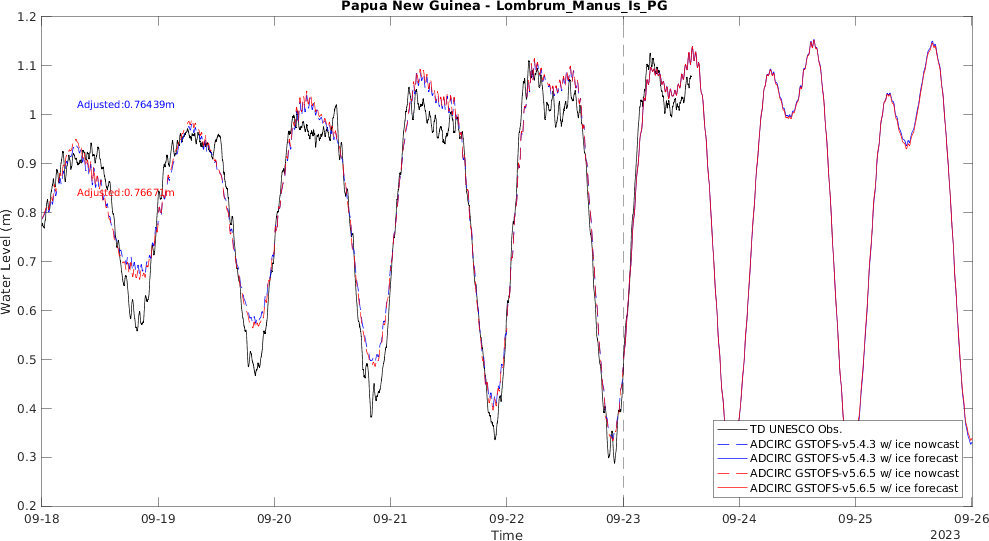 Papua New Guinea - Lombrum_Manus_Is_PG
1.2
1.1
1
0.9
0.8
0.7
0.6
0.5
0.4
0.3
0.2
Water Level (m)
Adjusted:0.76439m
Adjusted:0.76671m
TD UNESCO Obs.
ADCIRC GSTOFS-v5.4.3 w/ ice nowcast
ADCIRC GSTOFS-v5.4.3 w/ ice forecast
ADCIRC GSTOFS-v5.6.5 w/ ice nowcast
ADCIRC GSTOFS-v5.6.5 w/ ice forecast
09-18 09-19 09-20 09-21 09-22 09-23 09-24 09-25 09-26
Time
2023